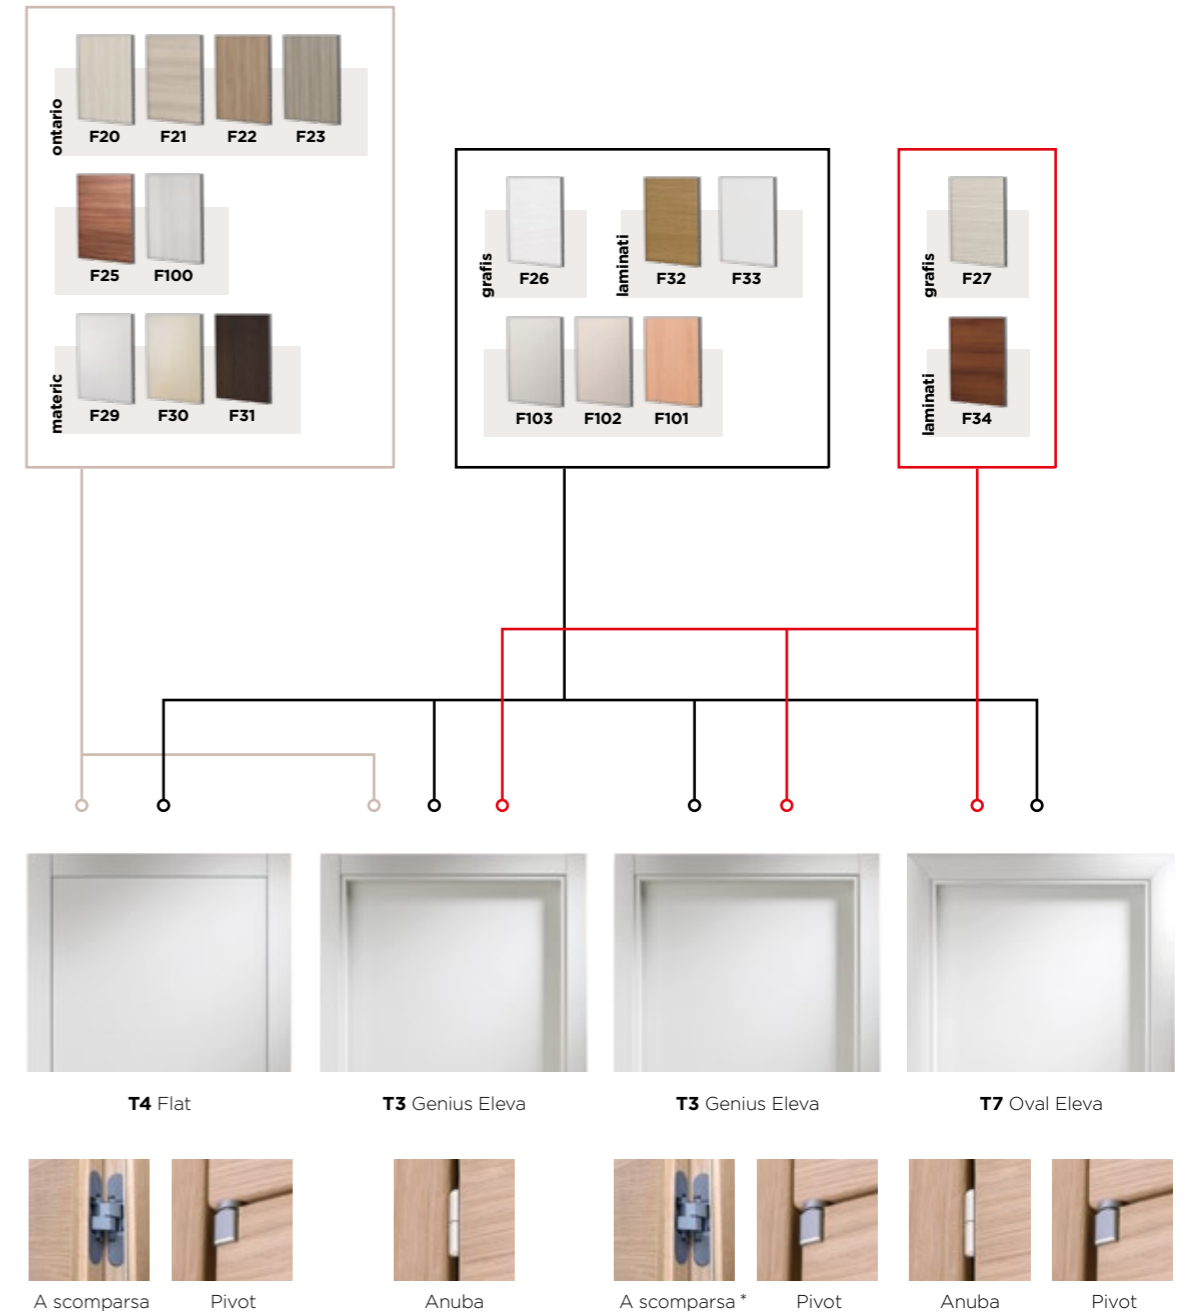 ontario
F20 F21 F22 F23
F25 F100
materic
F29 F30 F31
grafis
F26
laminati
F32 F33
F103 F102 F101
grafis
F27
laminati
F34
T4 Flat
T3 Genius Eleva
T3 Genius Eleva
T7 Oval Eleva
A scomparsa
Pivot
Anuba
A scomparsa *
Pivot
Anuba
Pivot